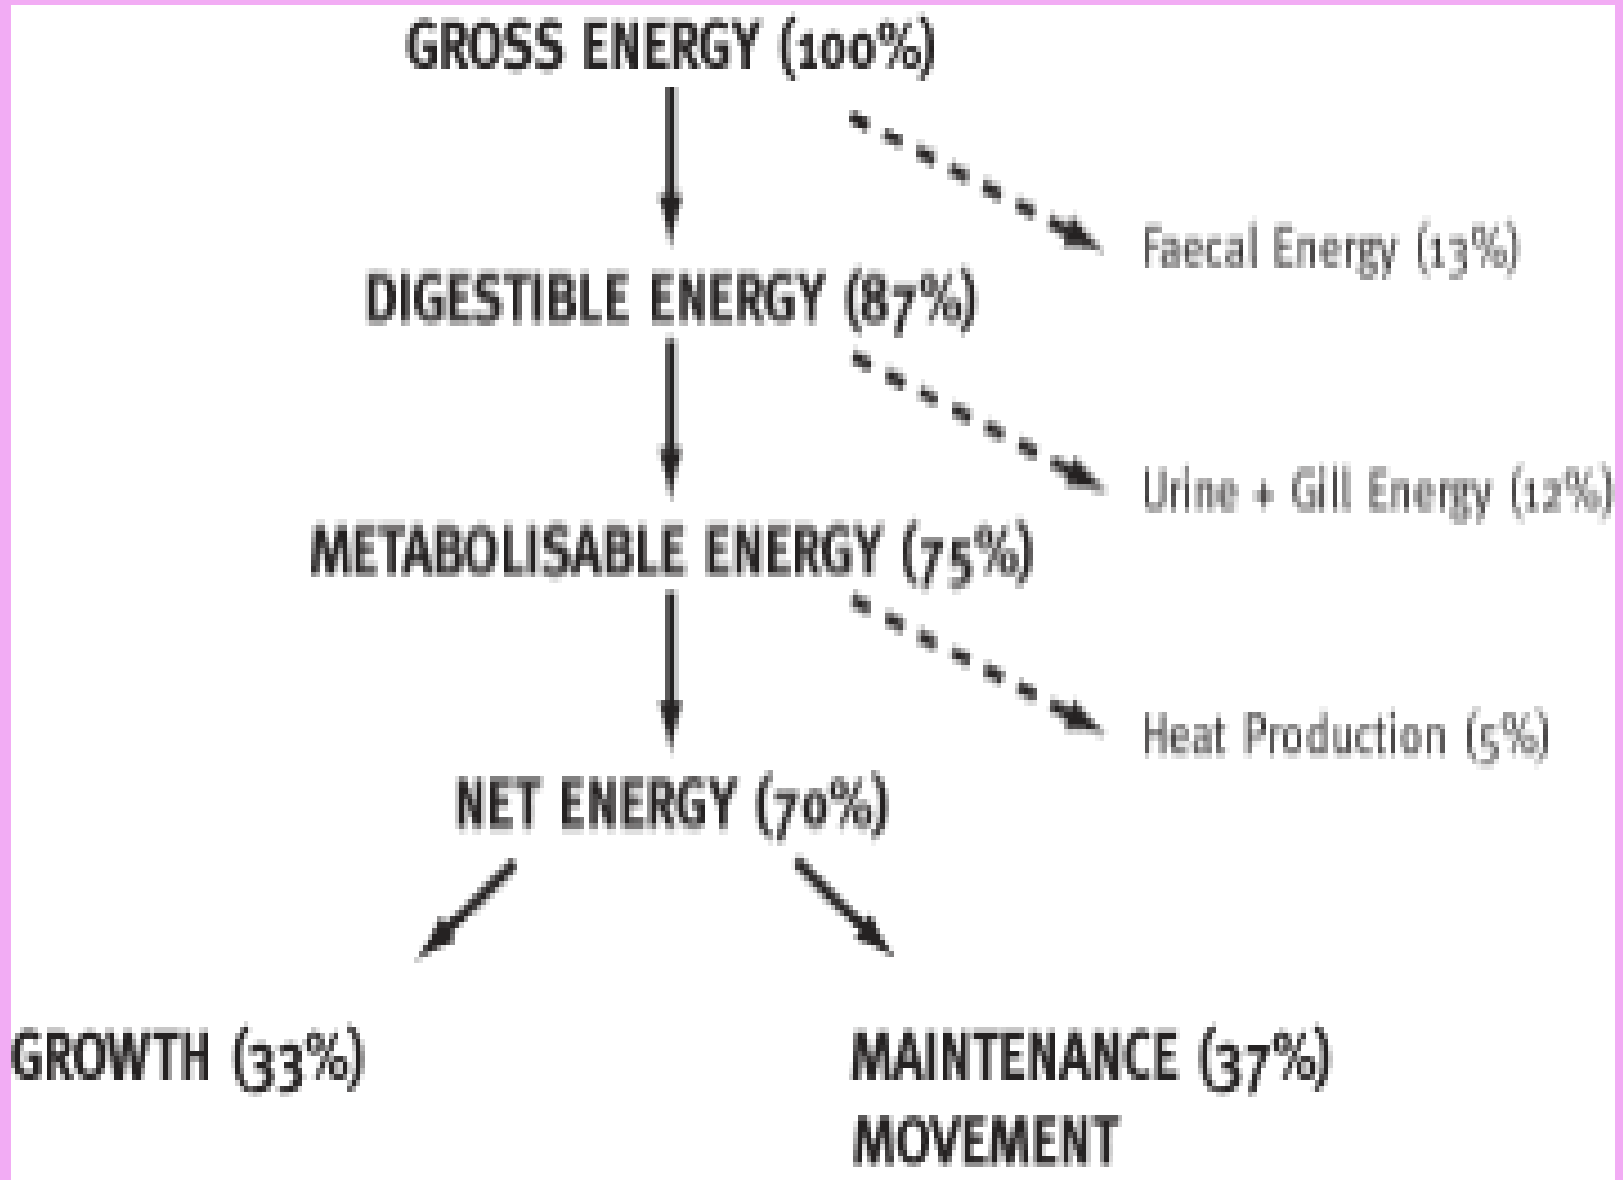 GROSS ENERGY (100%)
Faecal Energy (13%)
DIGESTIBLE ENERGY (87%)
Urine + Gill Energy (12%)
METABOLISABLE ENERGY (75%)
Heat Production (5%)
NET ENERGY (70%)
GROWTH (33%)
MAINTENANCE (37%)
MOVEMENT